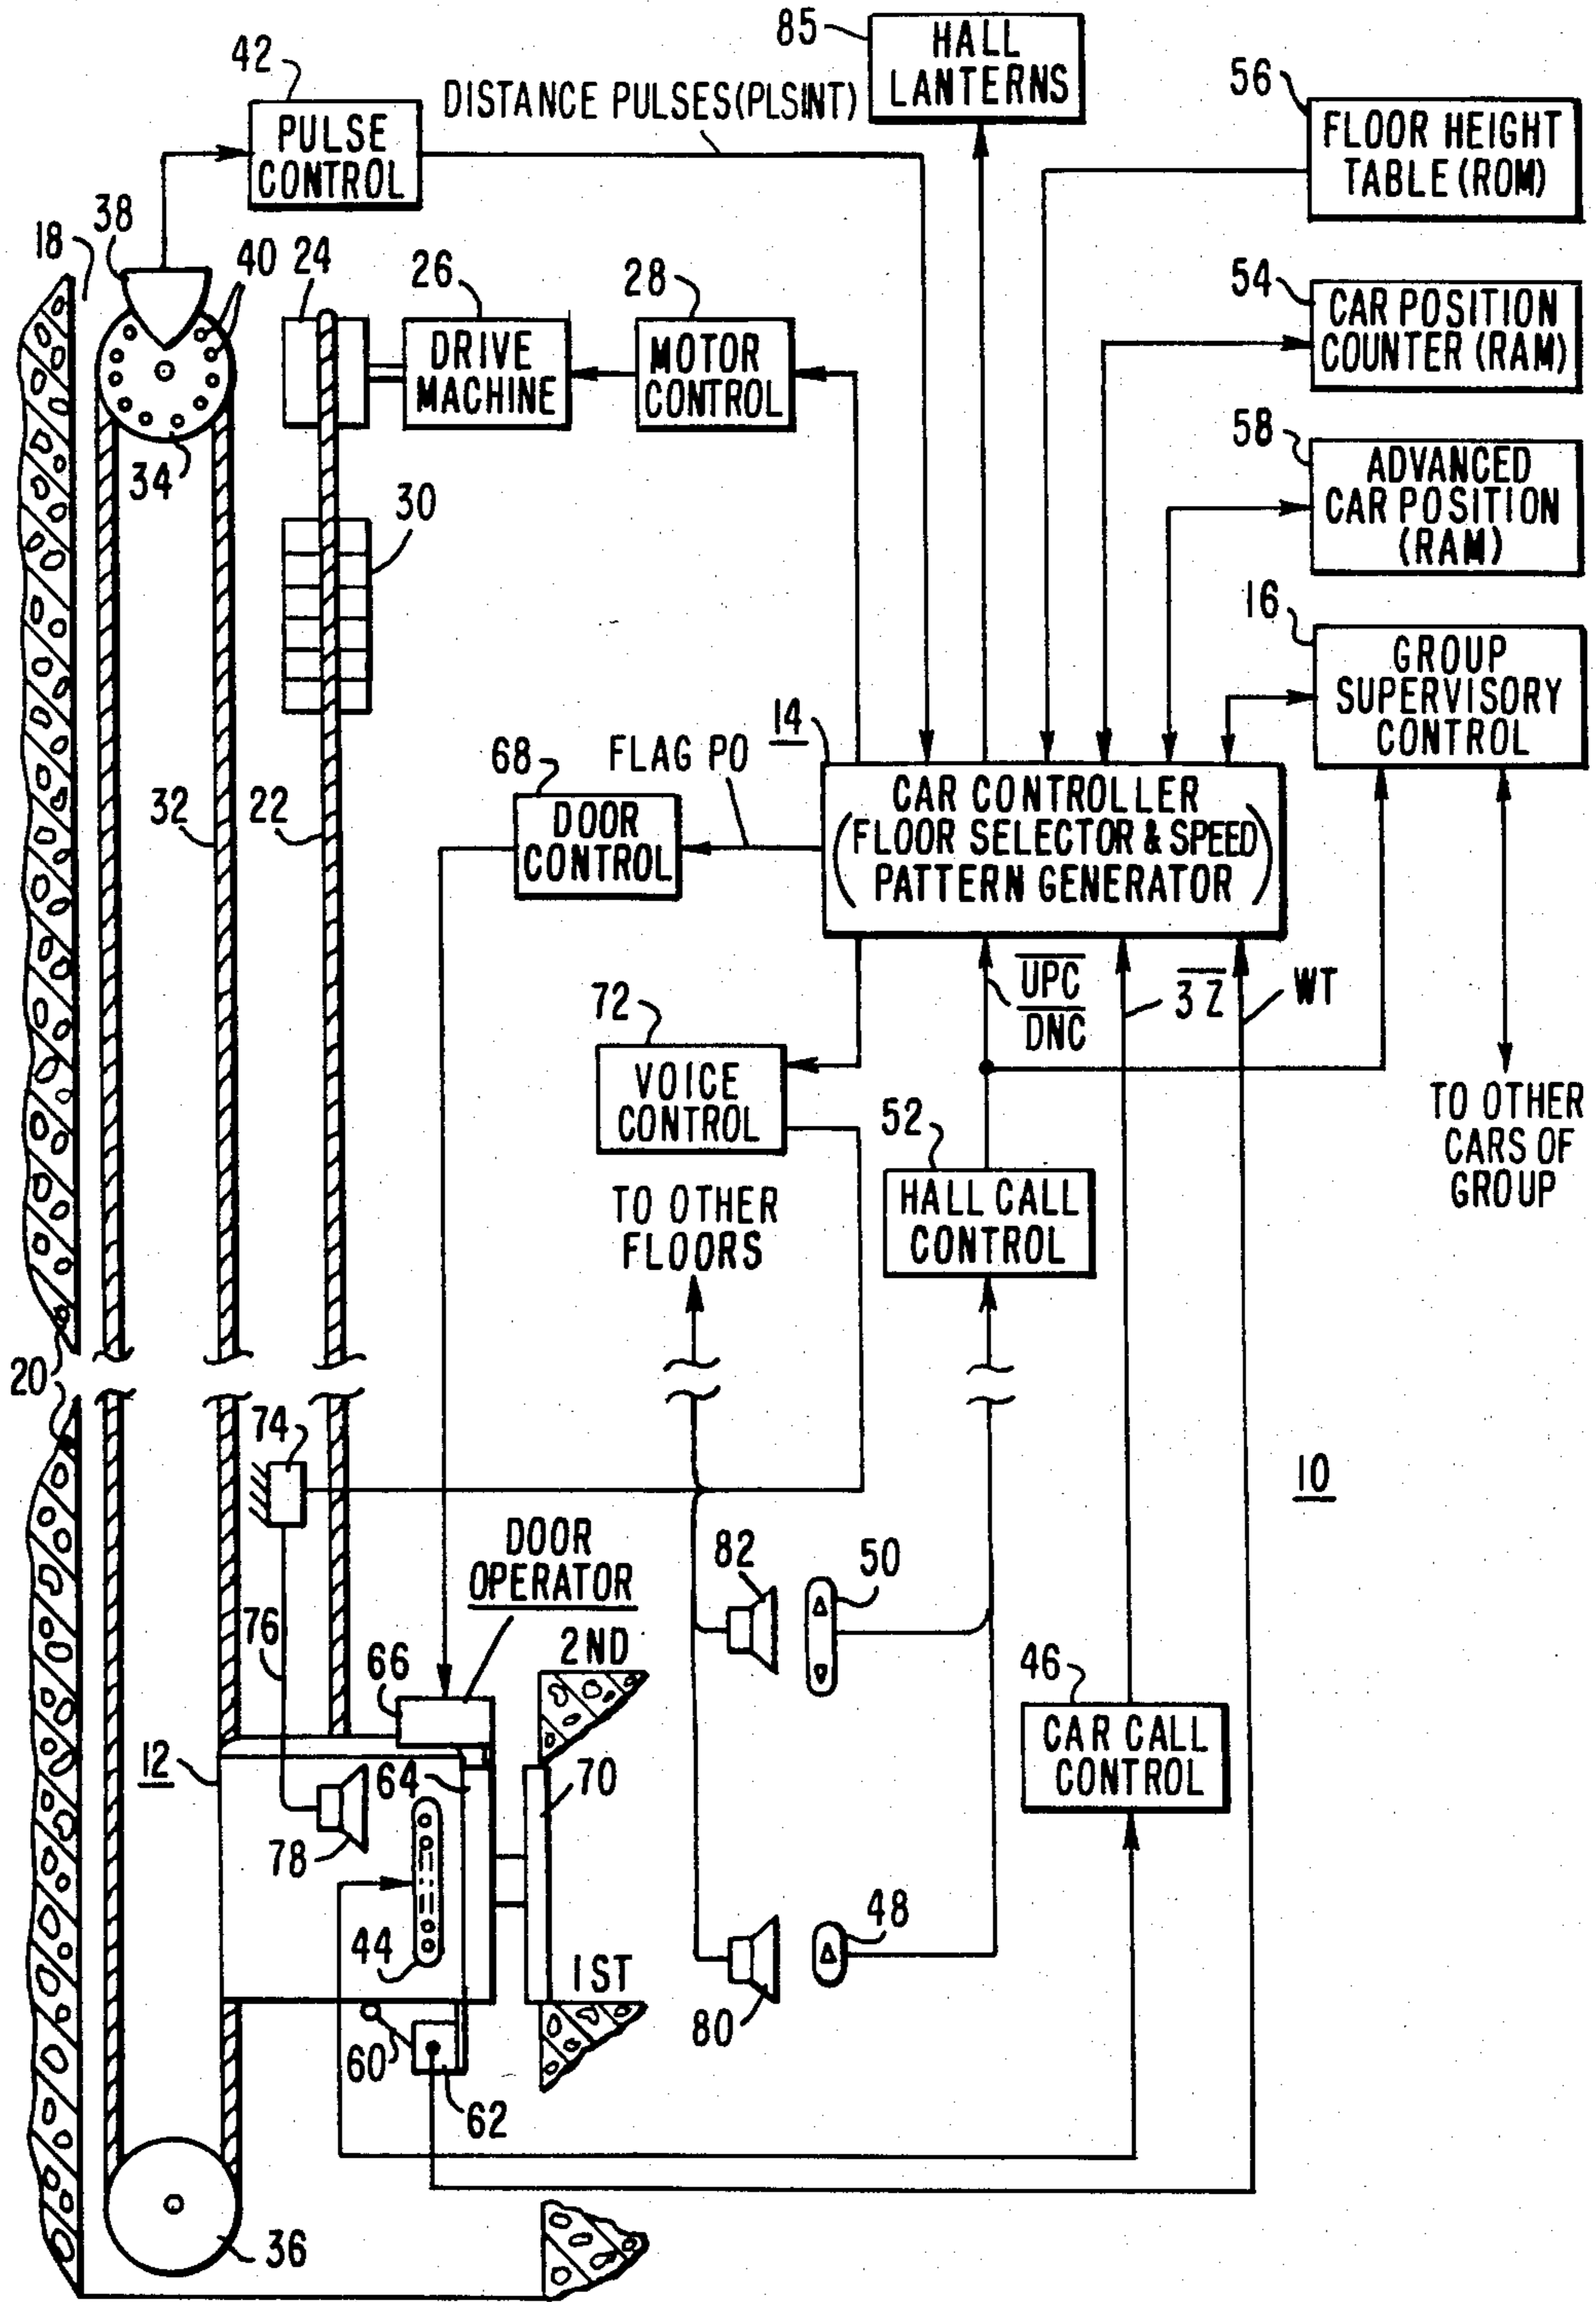 85
HALL
LANTERNS
42
PULSE
CONTROL
DISTANCE PULSES(PLSINT)
56
FLOOR HEIGHT
TABLE (ROM)
18
38
40
24
26
DRIVE
MACHINE
28
MOTOR
CONTROL
54
CAR POSITION
COUNTER (RAM)
34
30
58
ADVANCED
CAR POSITION
(RAM)
16
GROUP
SUPERVISORY
CONTROL
32
22
68
DOOR
CONTROL
FLAG PO
14
CAR CONTROLLER
(FLOOR SELECTOR & SPEED
PATTERN GENERATOR)
72
VOICE
CONTROL
U̅P̅C̅
D̅N̅C̅
3̅Z̅
WT
TO OTHER
CARS OF
GROUP
TO OTHER
FLOORS
52
HALL CALL
CONTROL
20
74
10
DOOR
OPERATOR
82
50
76
66
2ND
46
CAR CALL
CONTROL
12
64
70
78
44
1ST
48
80
60
62
36